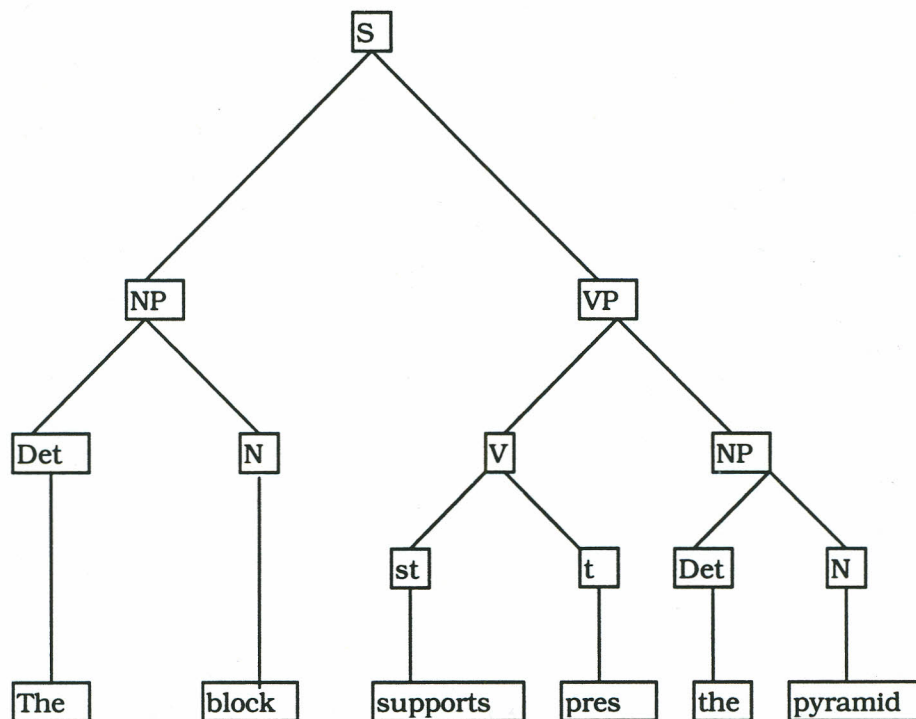 S
NP VP
Det N V NP
st t Det N
The block supports pres the pyramid